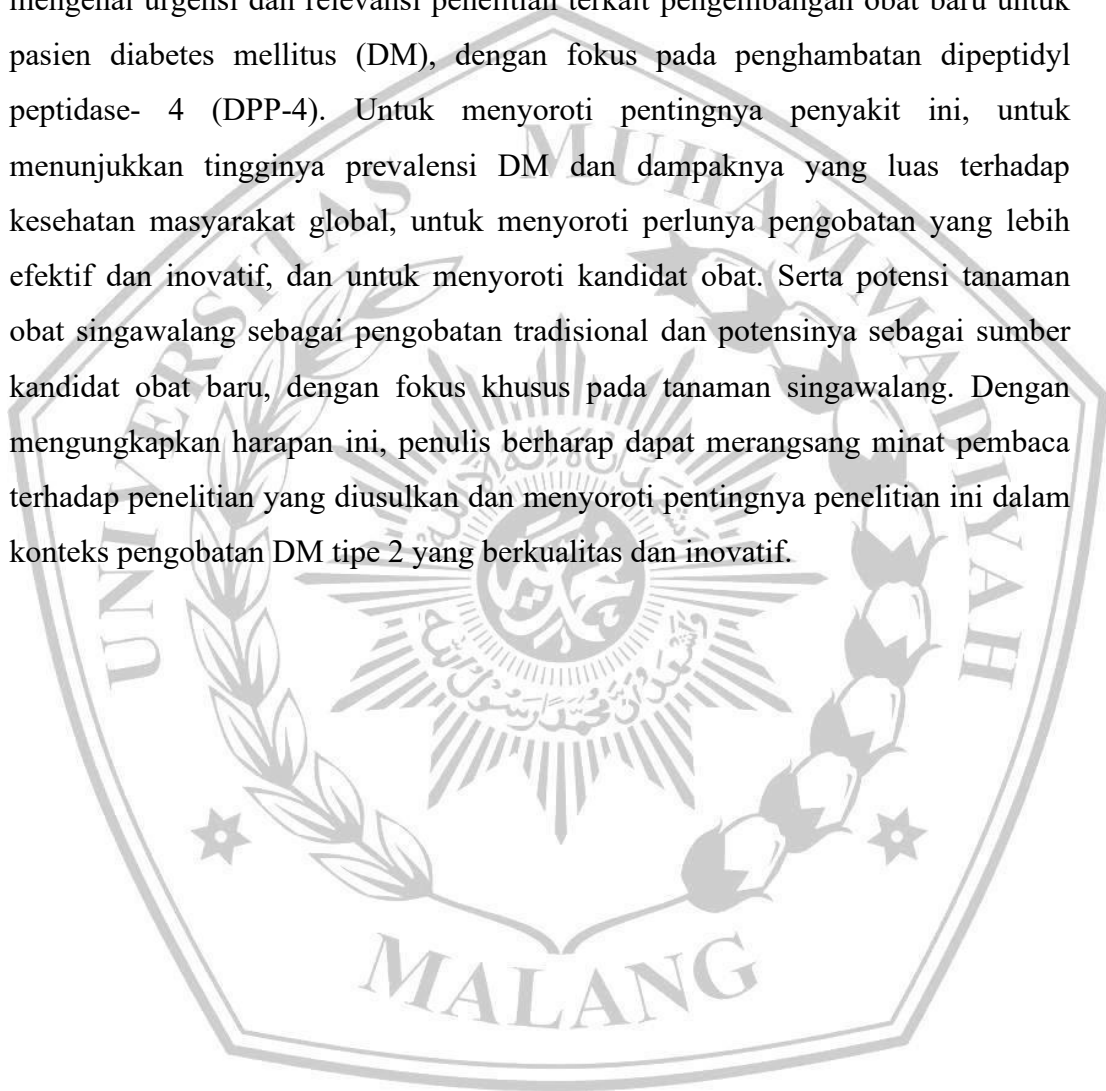 mengenai urgensi dan relevansi penelitian terkait pengembangan obat baru untuk
pasien diabetes mellitus (DM), dengan fokus pada penghambatan dipeptidyl
peptidase- 4 (DPP-4). Untuk menyoroti pentingnya penyakit ini, untuk
menunjukkan tingginya prevalensi DM dan dampaknya yang luas terhadap
kesehatan masyarakat global, untuk menyoroti perlunya pengobatan yang lebih
efektif dan inovatif, dan untuk menyoroti kandidat obat. Serta potensi tanaman
obat singawalang sebagai pengobatan tradisional dan potensinya sebagai sumber
kandidat obat baru, dengan fokus khusus pada tanaman singawalang. Dengan
mengungkapkan harapan ini, penulis berharap dapat merangsang minat pembaca
terhadap penelitian yang diusulkan dan menyoroti pentingnya penelitian ini dalam
konteks pengobatan DM tipe 2 yang berkualitas dan inovatif.
UNIVERSITAS MUHAMMADIYAH
MALANG